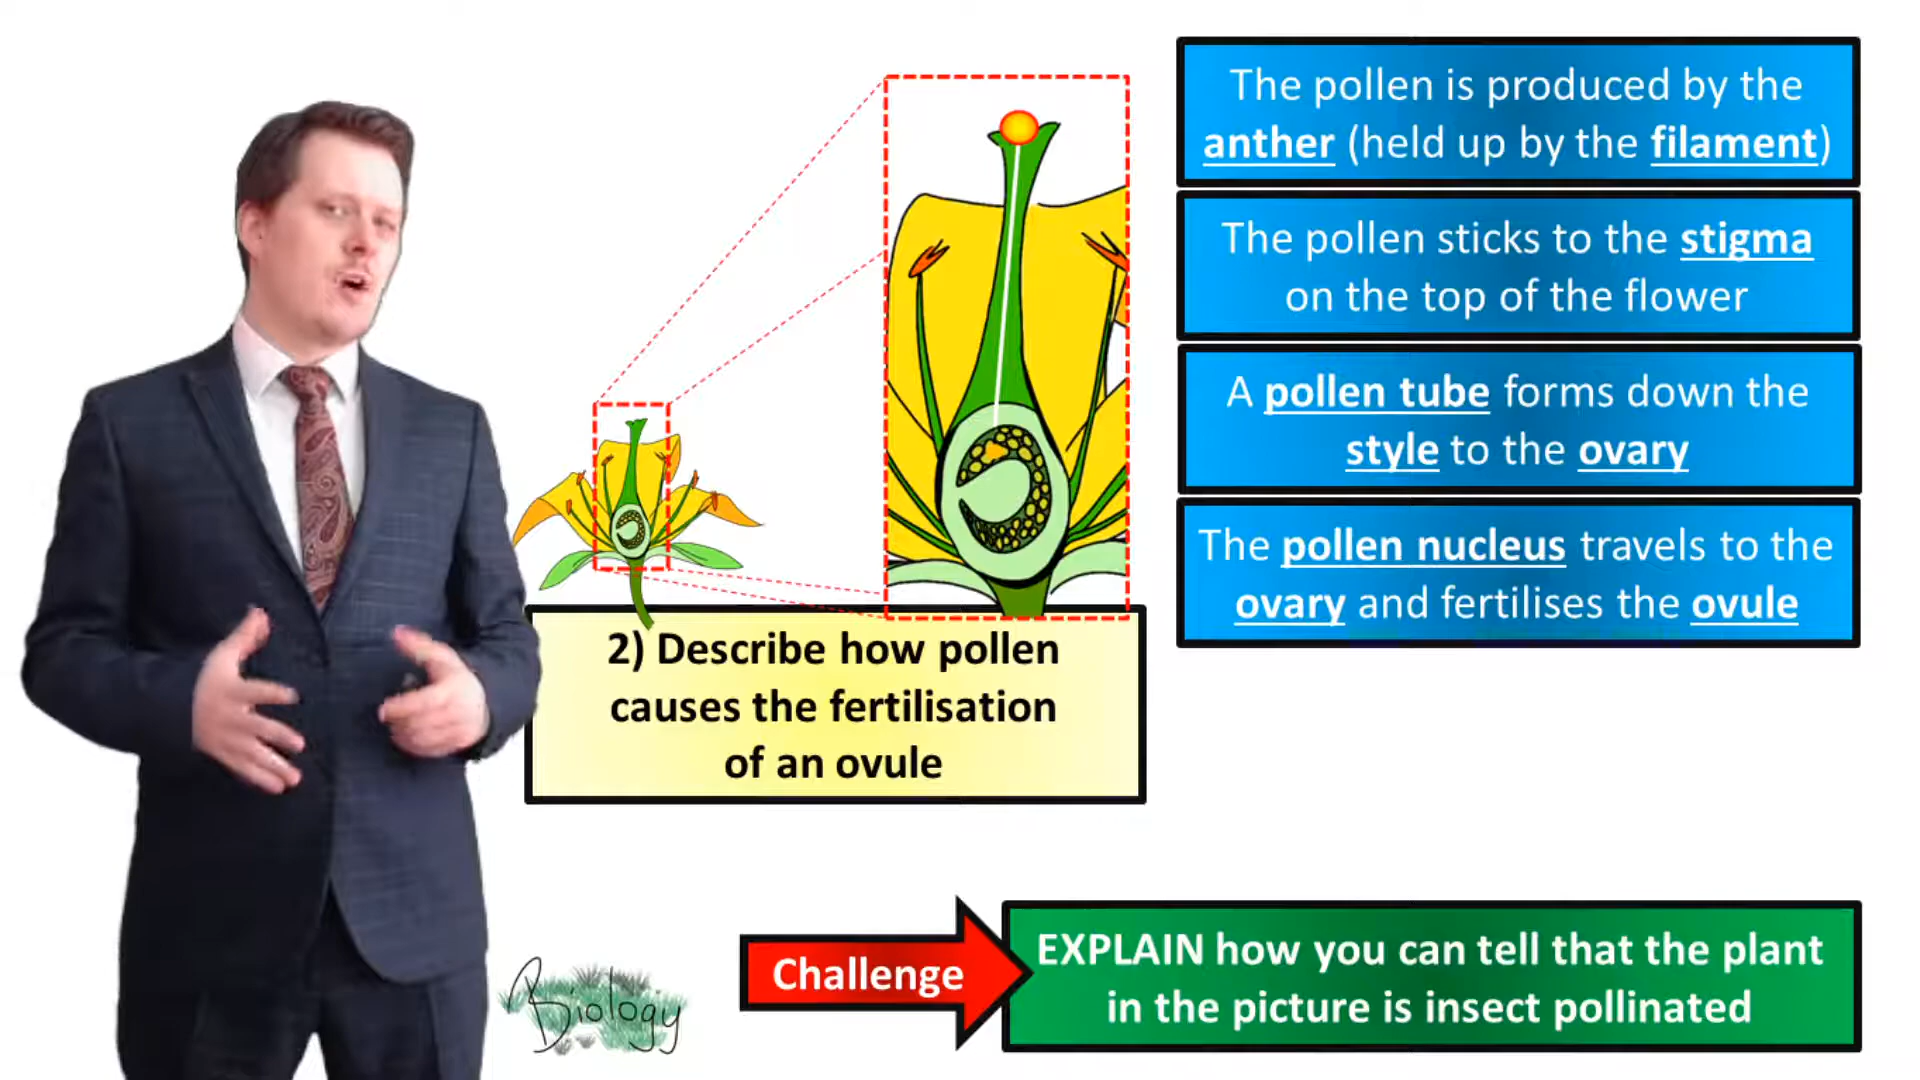 The pollen is produced by the
anther (held up by the filament)
The pollen sticks to the stigma
on the top of the flower
A pollen tube forms down the
style to the ovary
The pollen nucleus travels to the
ovary and fertilises the ovule
2) Describe how pollen
causes the fertilisation
of an ovule
Challenge
EXPLAIN how you can tell that the plant
in the picture is insect pollinated
Biology